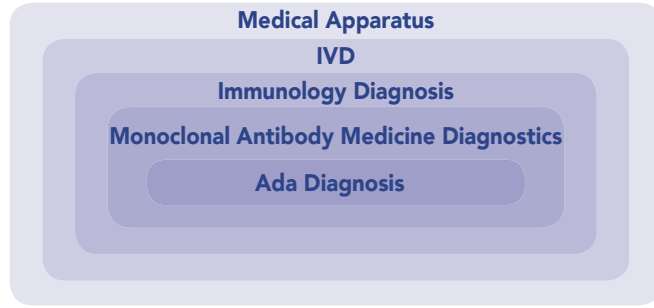 Medical Apparatus
IVD
Immunology Diagnosis
Monoclonal Antibody Medicine Diagnostics
Ada Diagnosis